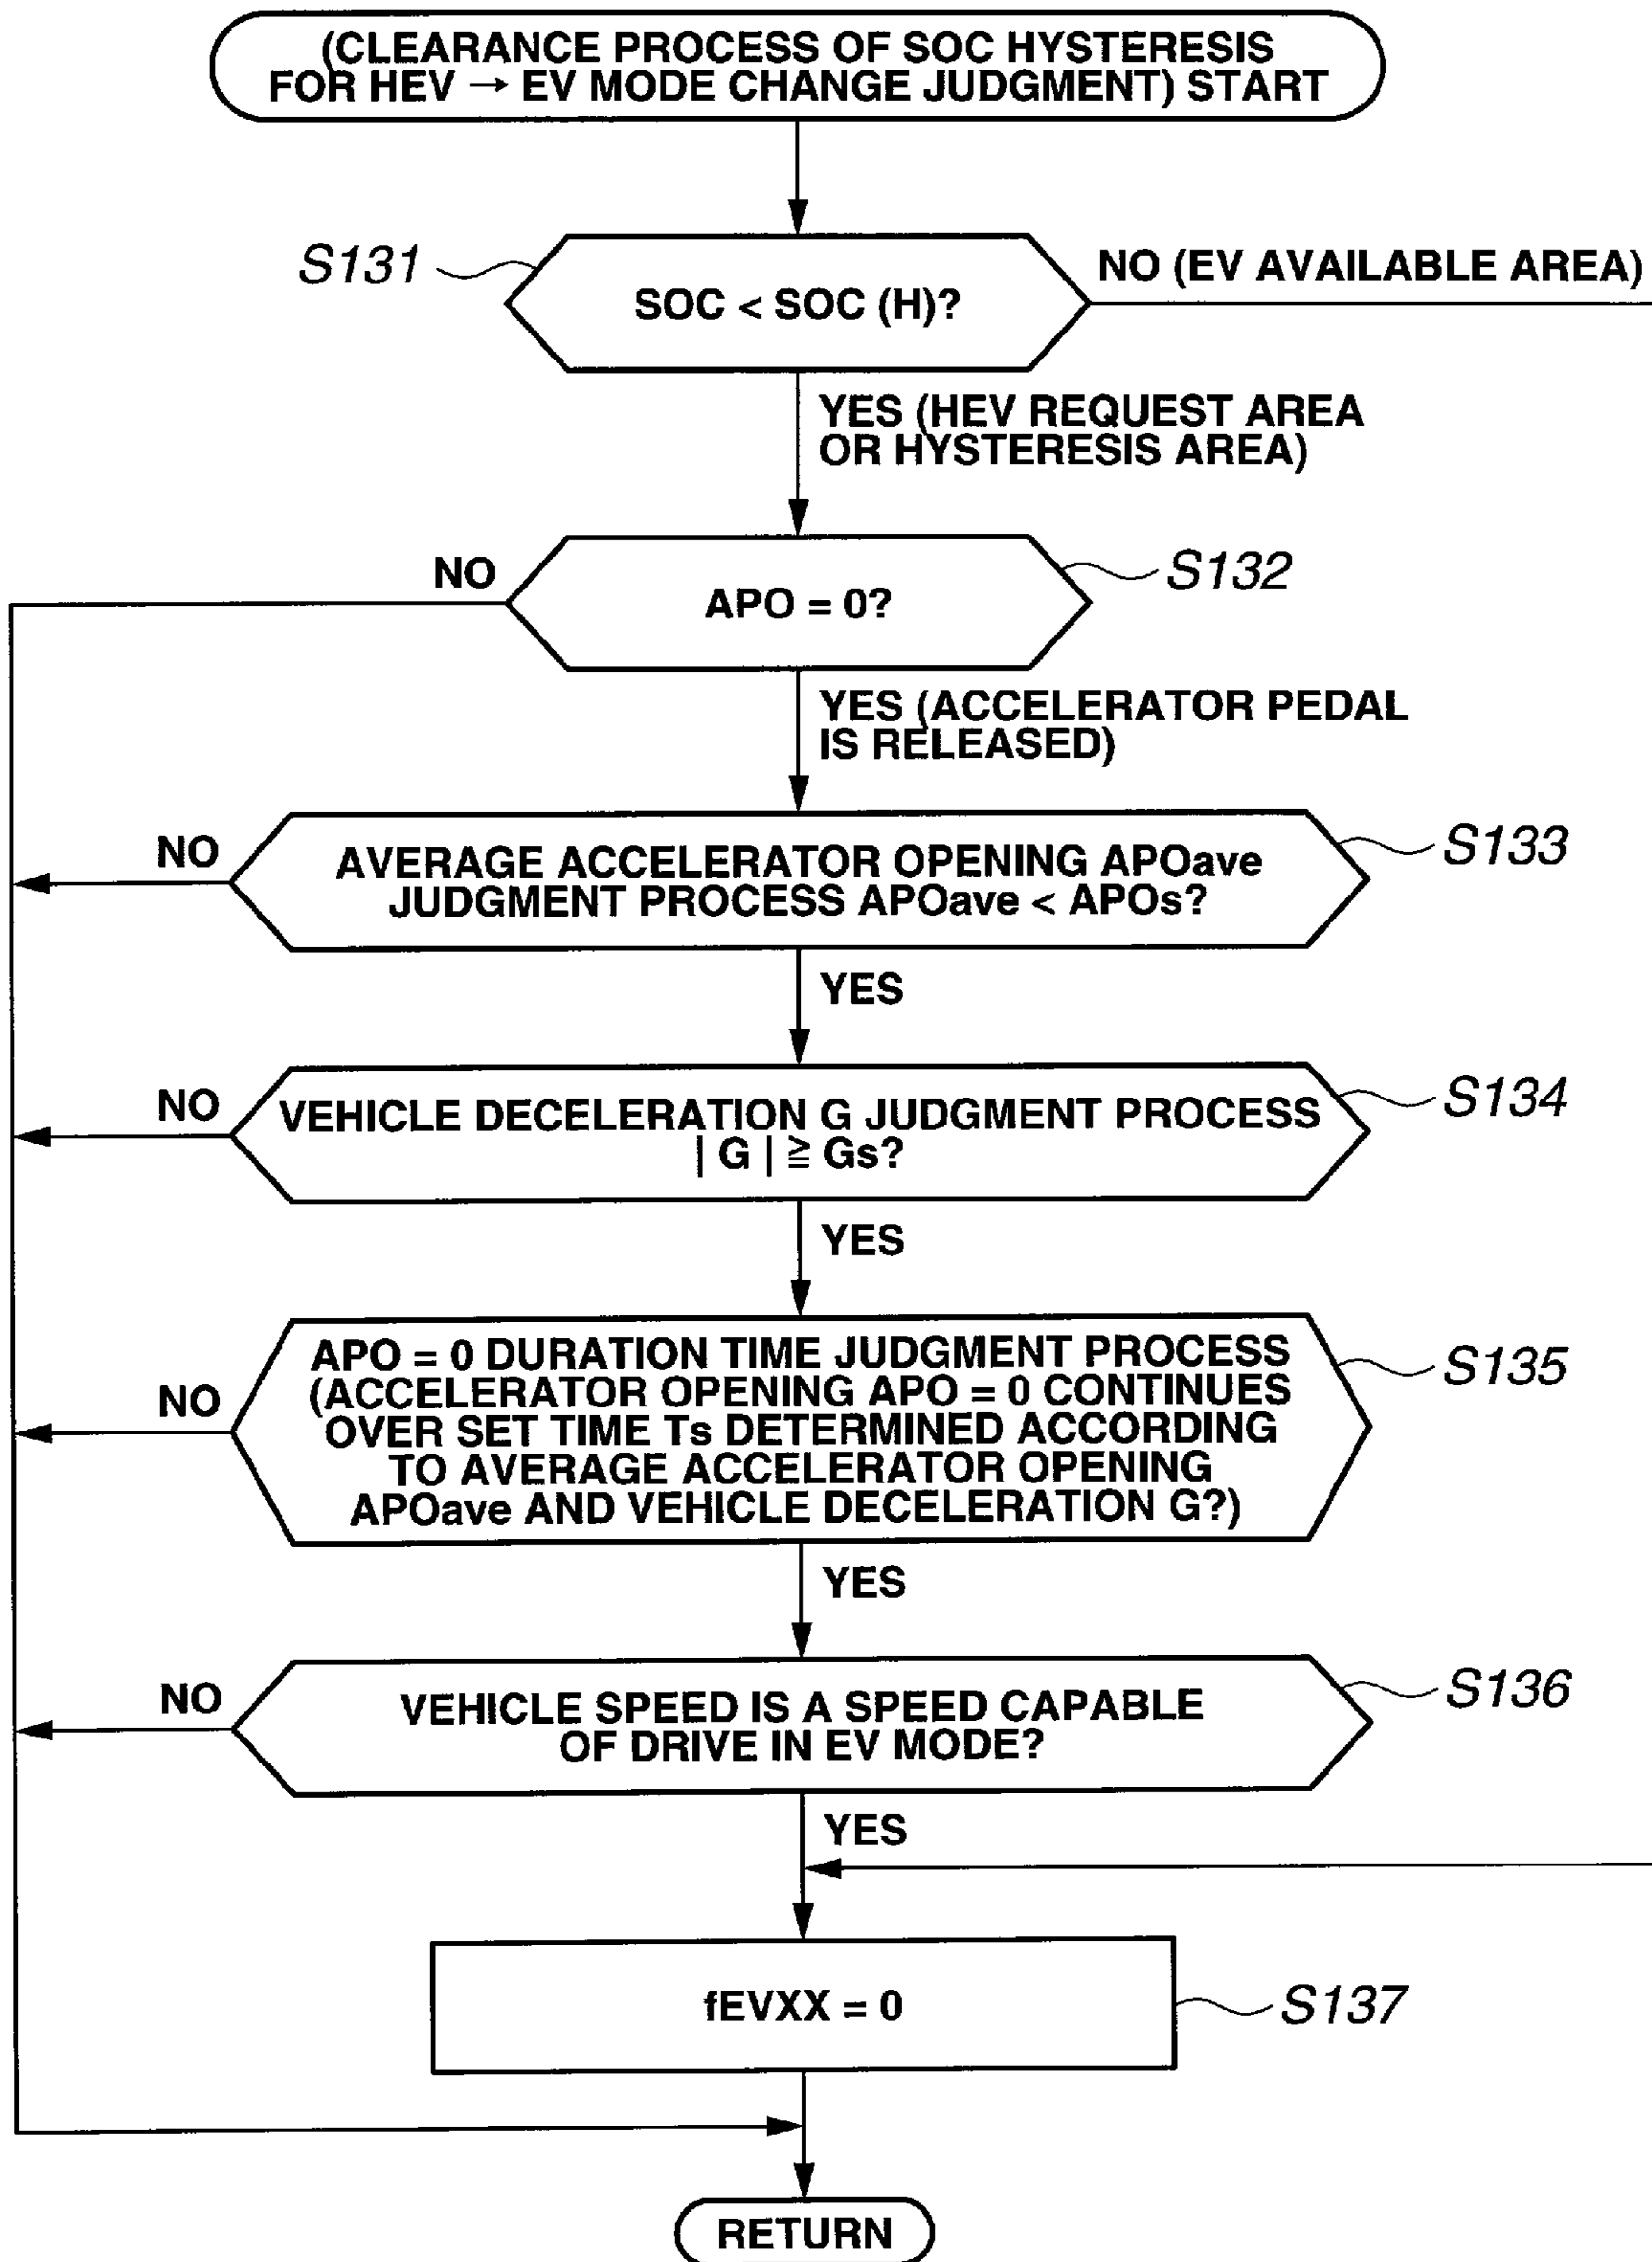 (CLEARANCE PROCESS OF SOC HYSTERESIS
FOR HEV → EV MODE CHANGE JUDGMENT) START
S131
SOC < SOC (H)?
NO (EV AVAILABLE AREA)
YES (HEV REQUEST AREA
OR HYSTERESIS AREA)
NO
APO = 0?
S132
YES (ACCELERATOR PEDAL
IS RELEASED)
NO
AVERAGE ACCELERATOR OPENING APOave
JUDGMENT PROCESS APOave < APOs?
S133
YES
NO
VEHICLE DECELERATION G JUDGMENT PROCESS
| G | ≧ Gs?
S134
YES
NO
APO = 0 DURATION TIME JUDGMENT PROCESS
(ACCELERATOR OPENING APO = 0 CONTINUES
OVER SET TIME Ts DETERMINED ACCORDING
TO AVERAGE ACCELERATOR OPENING
APOave AND VEHICLE DECELERATION G?)
S135
YES
NO
VEHICLE SPEED IS A SPEED CAPABLE
OF DRIVE IN EV MODE?
S136
YES
fEVXX = 0
S137
RETURN